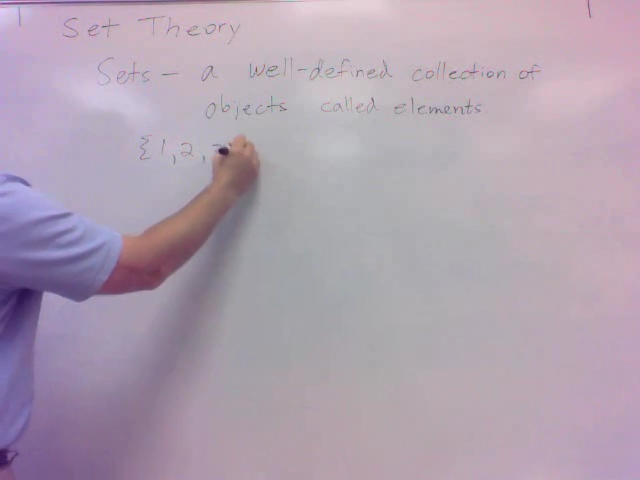 Set Theory
Sets - a well-defined collection of
objects called elements
{1, 2,